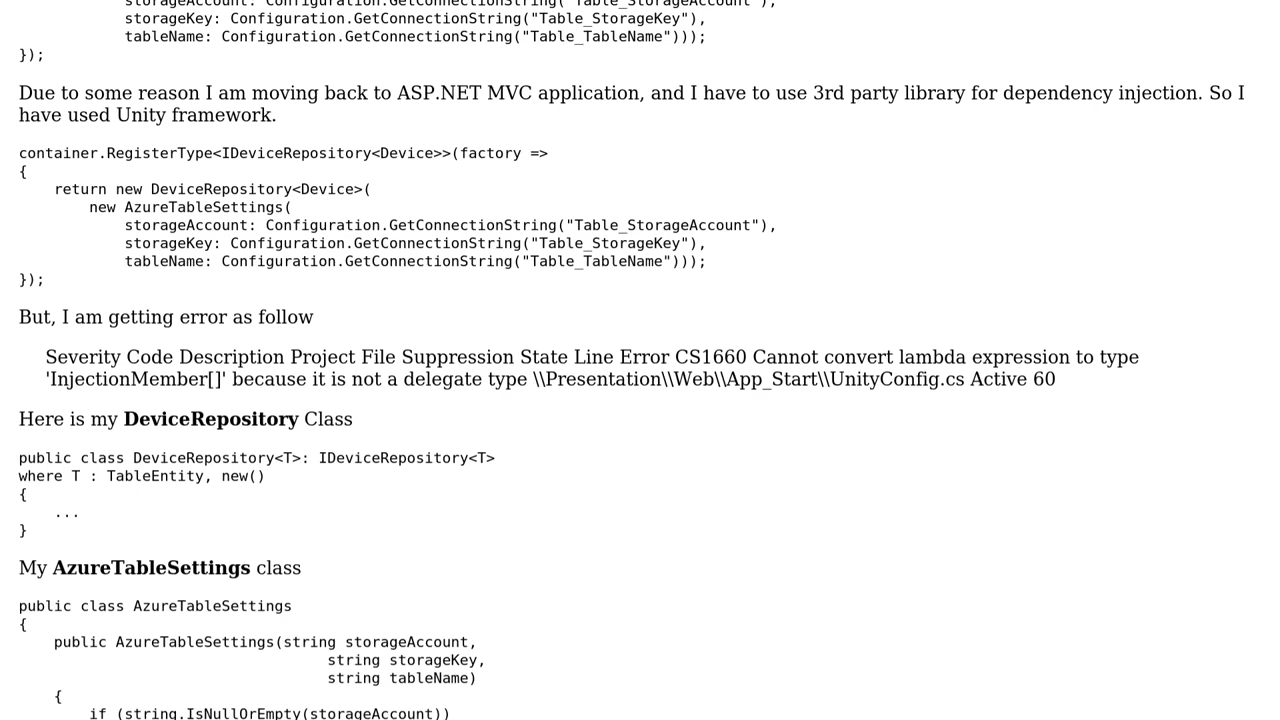 storageAccount: Configuration.GetConnectionString("Table_StorageAccount"),
            storageKey: Configuration.GetConnectionString("Table_StorageKey"),
            tableName: Configuration.GetConnectionString("Table_TableName")));
});
Due to some reason I am moving back to ASP.NET MVC application, and I have to use 3rd party library for dependency injection. So I
have used Unity framework.
container.RegisterType<IDeviceRepository<Device>>(factory =>
{
    return new DeviceRepository<Device>(
        new AzureTableSettings(
            storageAccount: Configuration.GetConnectionString("Table_StorageAccount"),
            storageKey: Configuration.GetConnectionString("Table_StorageKey"),
            tableName: Configuration.GetConnectionString("Table_TableName")));
});
But, I am getting error as follow
Severity Code Description Project File Suppression State Line Error CS1660 Cannot convert lambda expression to type
'InjectionMember[]' because it is not a delegate type \\Presentation\\Web\\App_Start\\UnityConfig.cs Active 60
Here is my DeviceRepository Class
public class DeviceRepository<T>: IDeviceRepository<T>
where T : TableEntity, new()
{
    ...
}
My AzureTableSettings class
public class AzureTableSettings
{
    public AzureTableSettings(string storageAccount,
                                   string storageKey,
                                   string tableName)
    {
        if (string.IsNullOrEmpty(storageAccount))